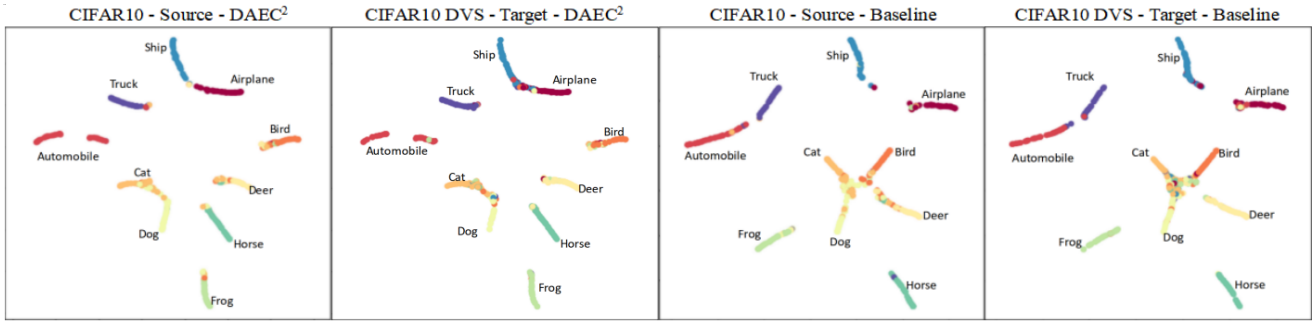 CIFAR10 - Source - DAEC²
Ship
Airplane
Truck
Bird
Automobile
Cat
Deer
Dog
Horse
Frog
CIFAR10 DVS - Target - DAEC²
Ship
Airplane
Truck
Bird
Automobile
Cat
Deer
Dog
Horse
Frog
CIFAR10 - Source - Baseline
Ship
Truck
Airplane
Automobile
Cat
Bird
Deer
Frog
Dog
Horse
CIFAR10 DVS - Target - Baseline
Ship
Truck
Airplane
Automobile
Cat
Bird
Deer
Frog
Dog
Horse